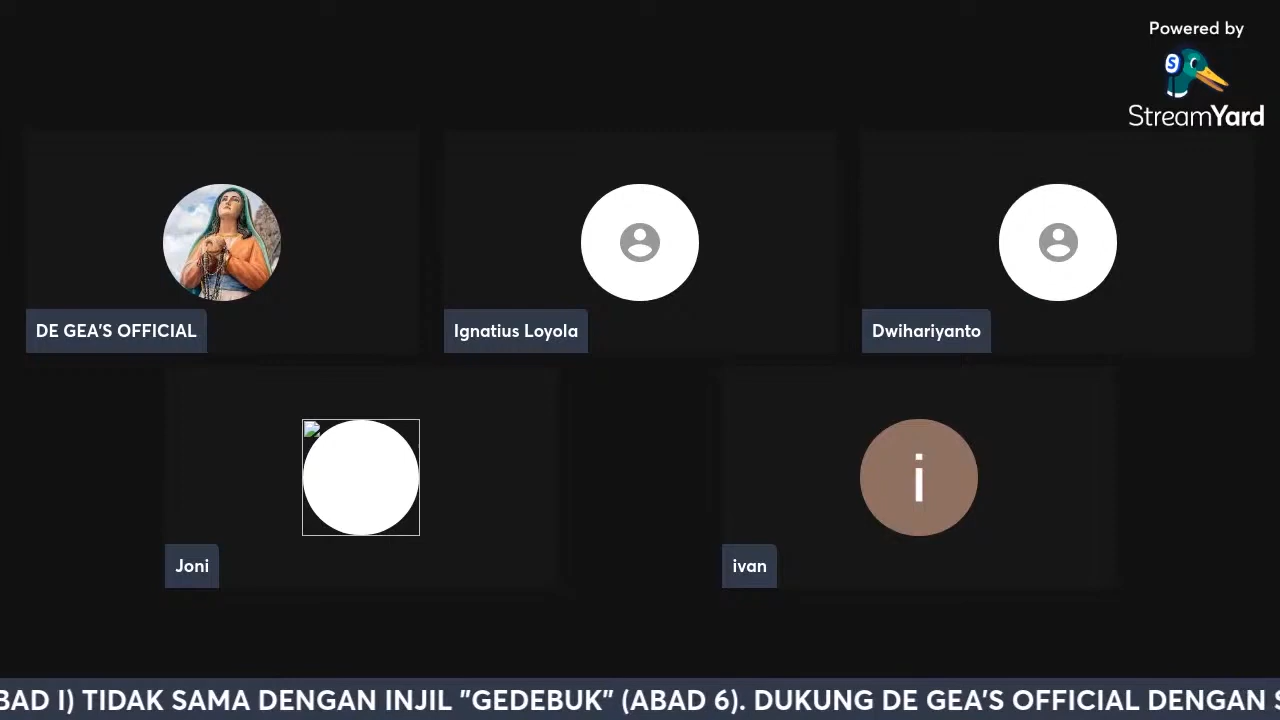 Powered by
S
StreamYard
DE GEA'S OFFICIAL
Ignatius Loyola
Dwihariyanto
i
Joni
ivan
I) TIDAK SAMA DENGAN INJIL "GEDEBUK" (ABAD 6). DUKUNG DE GEA'S OFFICIAL DENGAN